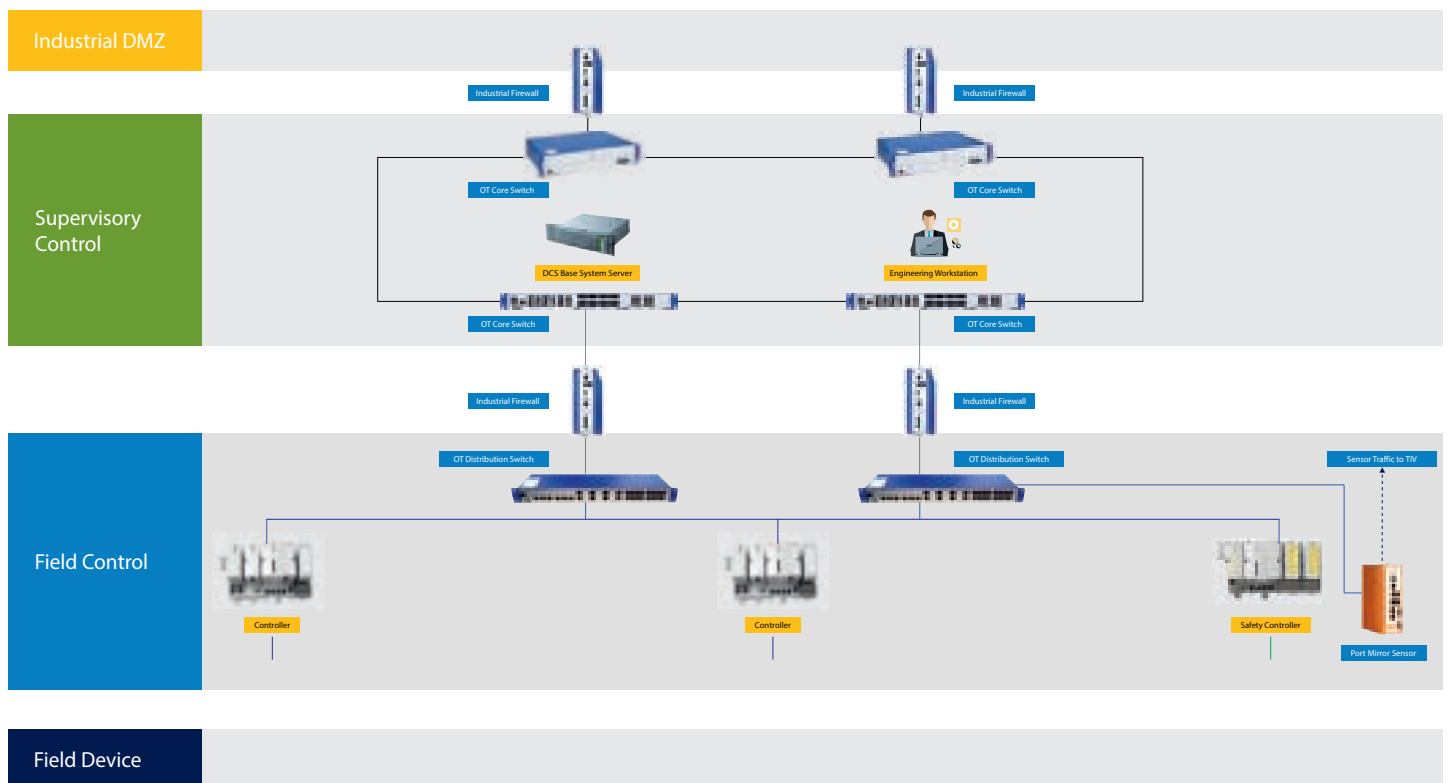 Industrial DMZ
Industrial Firewall
Industrial Firewall
Supervisory
Control
OT Core Switch
OT Core Switch
DCS Base System Server
Engineering Workstation
OT Core Switch
OT Core Switch
Industrial Firewall
Industrial Firewall
Field Control
OT Distribution Switch
OT Distribution Switch
Sensor Traffic to TIV
Controller
Controller
Safety Controller
Port Mirror Sensor
Field Device